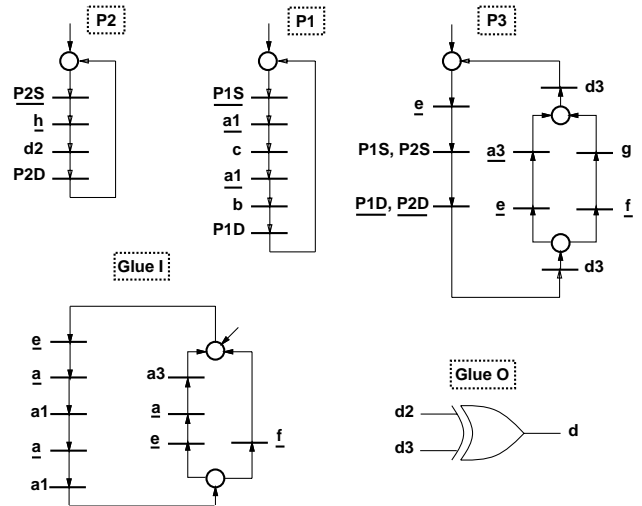 P2
P2S
h
d2
P2D
P1
P1S
a1
c
a1
b
P1D
P3
e
P1S, P2S
P1D, P2D
d3
a3
g
e
f
d3
Glue I
e
a
a1
a
a1
a3
a
e
f
Glue O
d2
d3
d